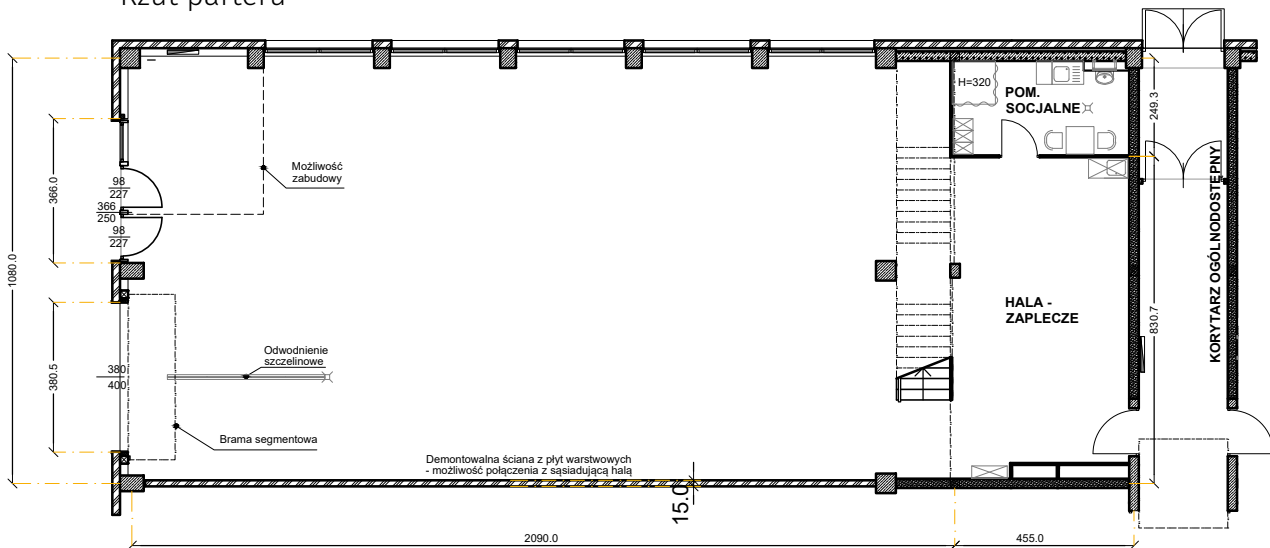 Rzut parteru
H=320
POM.
SOCJALNE
249.3
Możliwość
zabudowy
98
227
366
250
98
227
366.0
1080.0
KORYTARZ OGÓLNODOSTĘPNY
HALA -
ZAPLECZE
830.7
Odwodnienie
szczelinowe
380
400
380.5
Brama segmentowa
Demontowalna ściana z płyt warstwowych
- możliwość połączenia z sąsiadującą halą
15.0
2090.0
455.0